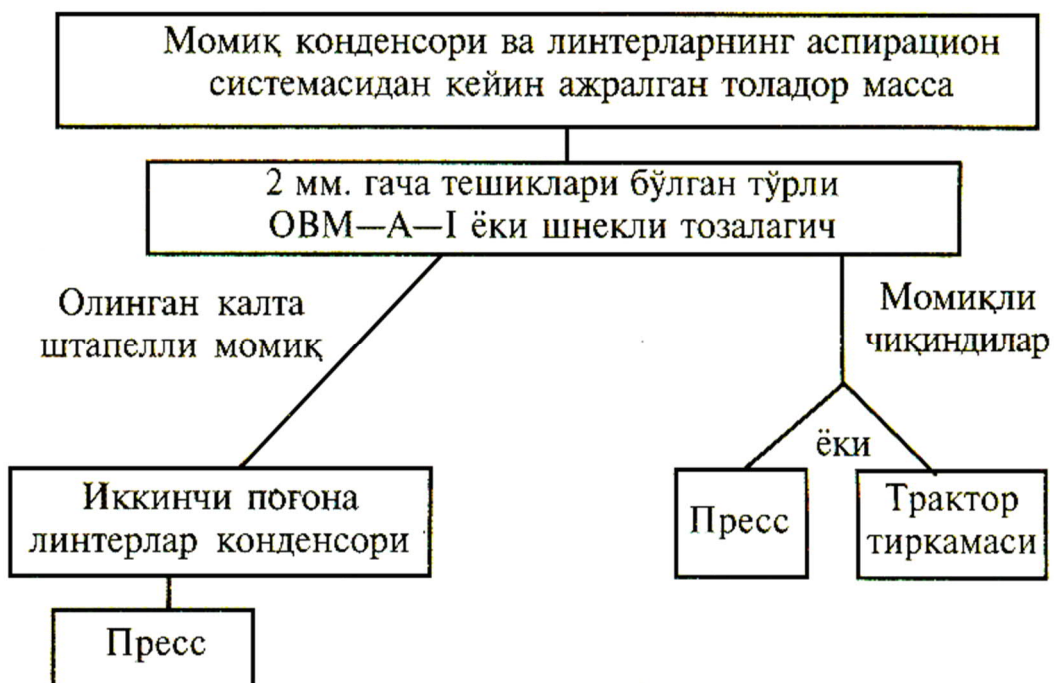 Момиқ конденсори ва линтерларнинг аспирацион
системасидан кейин ажралган толадор масса
2 мм. гача тешиклари бўлган тўрли
ОВМ—А—I ёки шнекли тозалагич
Олинган калта
штапелли момиқ
Момиқли
чиқиндилар
ёки
Иккинчи поғона
линтерлар конденсори
Пресс
Трактор
тиркамаси
Пресс